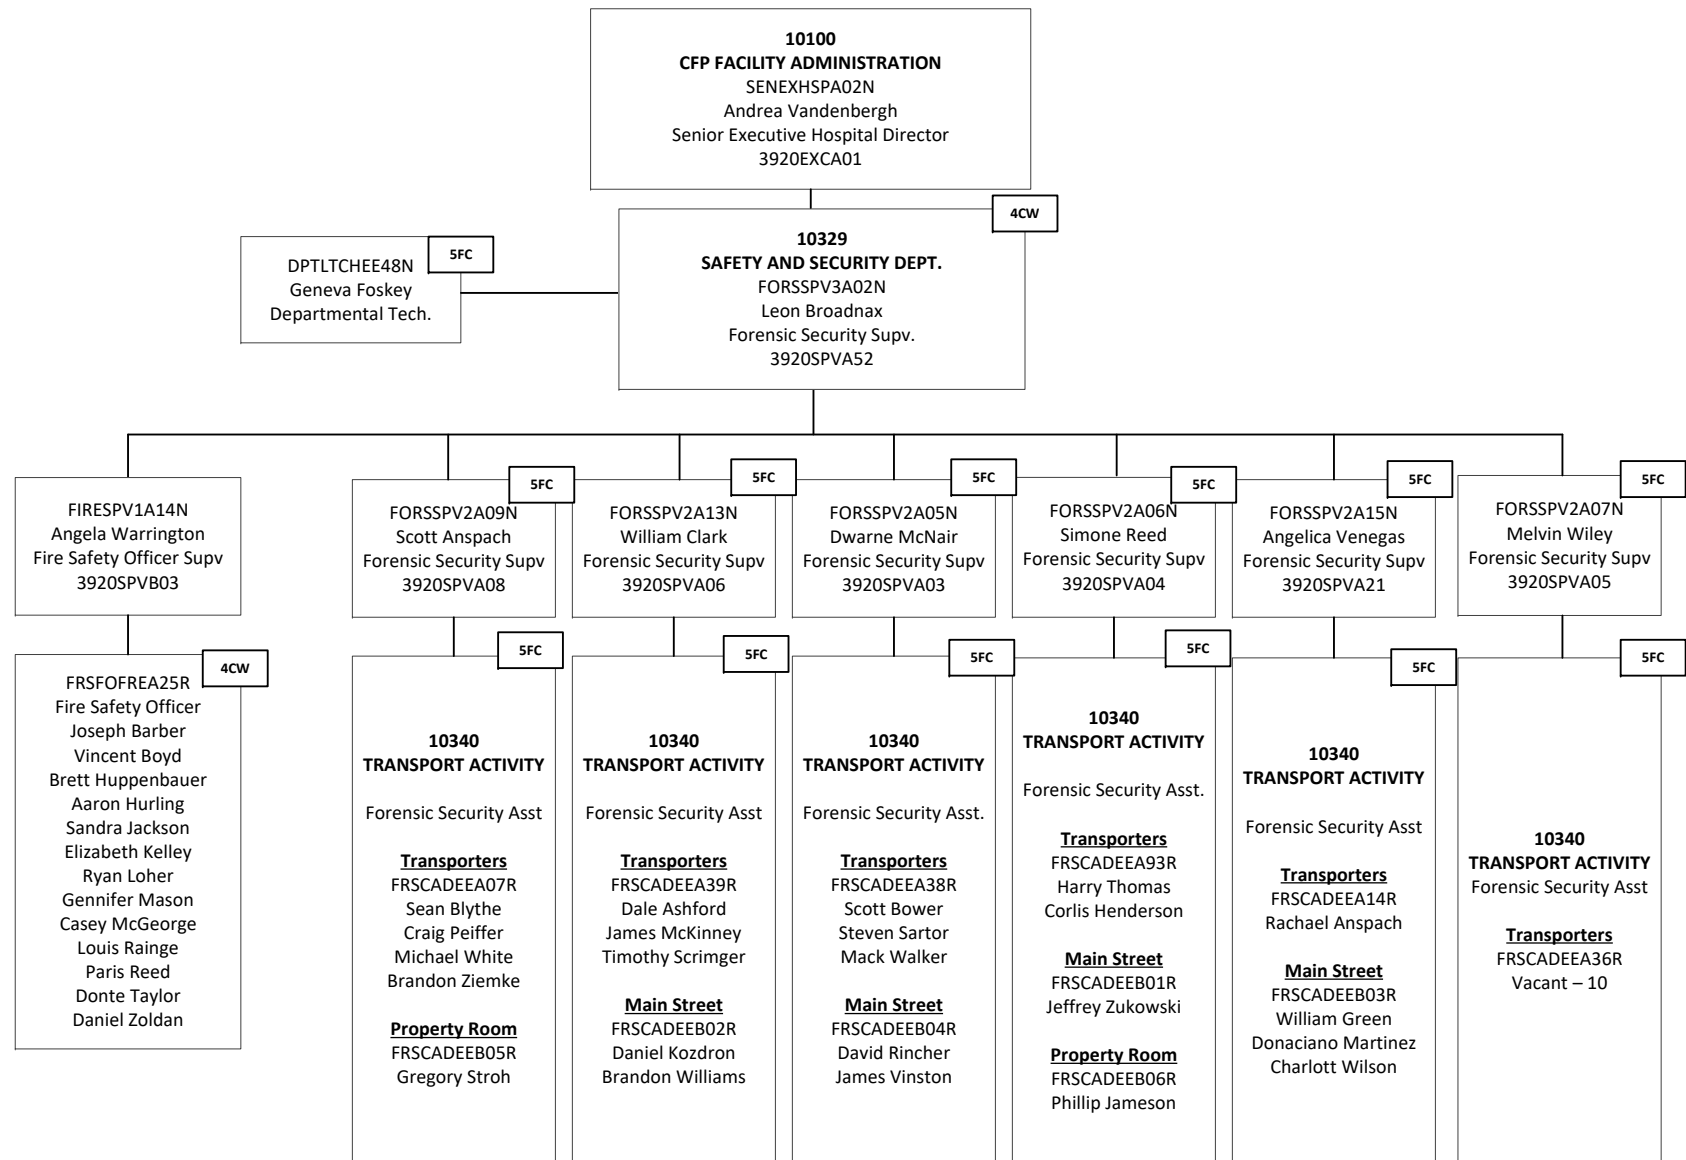 10100
CFP FACILITY ADMINISTRATION
SENEXHSPA02N
Andrea Vandenbergh
Senior Executive Hospital Director
3920EXCA01
4CW
10329
SAFETY AND SECURITY DEPT.
FORSSPV3A02N
Leon Broadnax
Forensic Security Supv.
3920SPVA52
5FC
DPTLTCHEE48N
Geneva Foskey
Departmental Tech.
FIRESPV1A14N
Angela Warrington
Fire Safety Officer Supv
3920SPVB03
5FC
FORSSPV2A09N
Scott Anspach
Forensic Security Supv
3920SPVA08
5FC
FORSSPV2A13N
William Clark
Forensic Security Supv
3920SPVA06
5FC
FORSSPV2A05N
Dwarne McNair
Forensic Security Supv
3920SPVA03
5FC
FORSSPV2A06N
Simone Reed
Forensic Security Supv
3920SPVA04
5FC
FORSSPV2A15N
Angelica Venegas
Forensic Security Supv
3920SPVA21
5FC
FORSSPV2A07N
Melvin Wiley
Forensic Security Supv
3920SPVA05
4CW
FRSFOFREA25R
Fire Safety Officer
Joseph Barber
Vincent Boyd
Brett Huppenbauer
Aaron Hurling
Sandra Jackson
Elizabeth Kelley
Ryan Loher
Gennifer Mason
Casey McGeorge
Louis Rainge
Paris Reed
Donte Taylor
Daniel Zoldan
5FC
10340
TRANSPORT ACTIVITY
Forensic Security Asst
Transporters
FRSCADEEA07R
Sean Blythe
Craig Peiffer
Michael White
Brandon Ziemke
Property Room
FRSCADEEB05R
Gregory Stroh
5FC
10340
TRANSPORT ACTIVITY
Forensic Security Asst
Transporters
FRSCADEEA39R
Dale Ashford
James McKinney
Timothy Scrimger
Main Street
FRSCADEEB02R
Daniel Kozdron
Brandon Williams
5FC
10340
TRANSPORT ACTIVITY
Forensic Security Asst.
Transporters
FRSCADEEA38R
Scott Bower
Steven Sartor
Mack Walker
Main Street
FRSCADEEB04R
David Rincher
James Vinston
5FC
10340
TRANSPORT ACTIVITY
Forensic Security Asst.
Transporters
FRSCADEEA93R
Harry Thomas
Corlis Henderson
Main Street
FRSCADEEB01R
Jeffrey Zukowski
Property Room
FRSCADEEB06R
Phillip Jameson
5FC
10340
TRANSPORT ACTIVITY
Forensic Security Asst
Transporters
FRSCADEEA14R
Rachael Anspach
Main Street
FRSCADEEB03R
William Green
Donaciano Martinez
Charlott Wilson
5FC
10340
TRANSPORT ACTIVITY
Forensic Security Asst
Transporters
FRSCADEEA36R
Vacant – 10